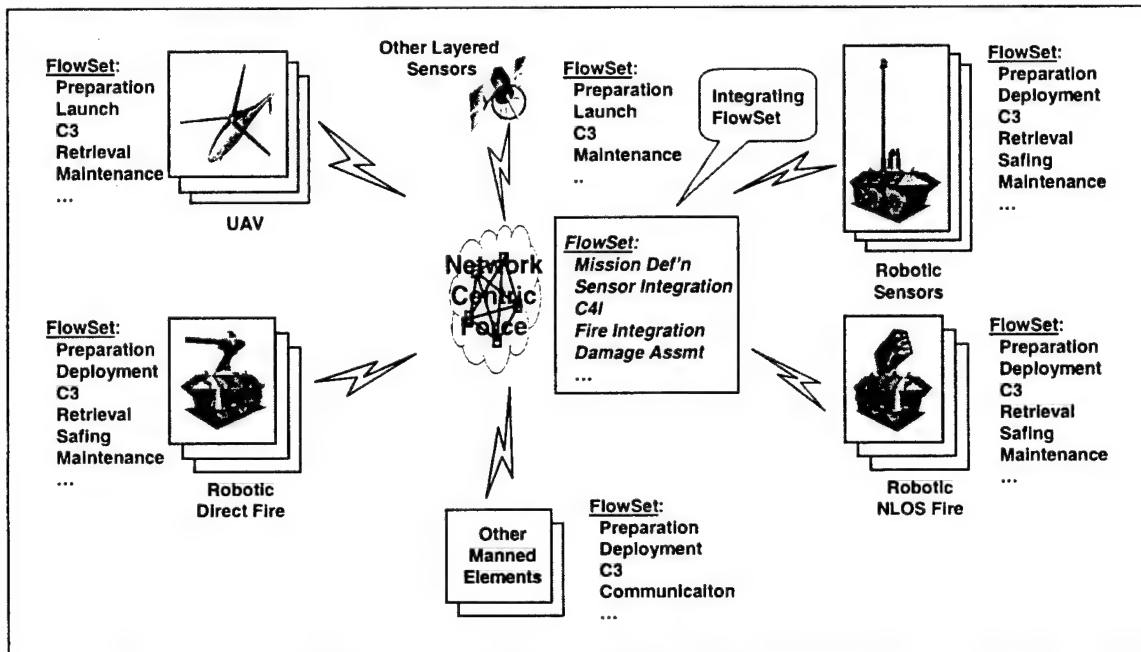 FlowSet:
Preparation
Launch
C3
Retrieval
Maintenance
...
UAV
Other Layered
Sensors
FlowSet:
Preparation
Launch
C3
Maintenance
..
Integrating
FlowSet
FlowSet:
Preparation
Deployment
C3
Retrieval
Safing
Maintenance
...
Robotic
Sensors
Network
Centric
Force
FlowSet:
Mission Def'n
Sensor Integration
C4I
Fire Integration
Damage Assmt
...
FlowSet:
Preparation
Deployment
C3
Retrieval
Safing
Maintenance
...
Robotic
Direct Fire
FlowSet:
Preparation
Deployment
C3
Retrieval
Safing
Maintenance
...
Robotic
NLOS Fire
Other
Manned
Elements
FlowSet:
Preparation
Deployment
C3
Communicaiton
...